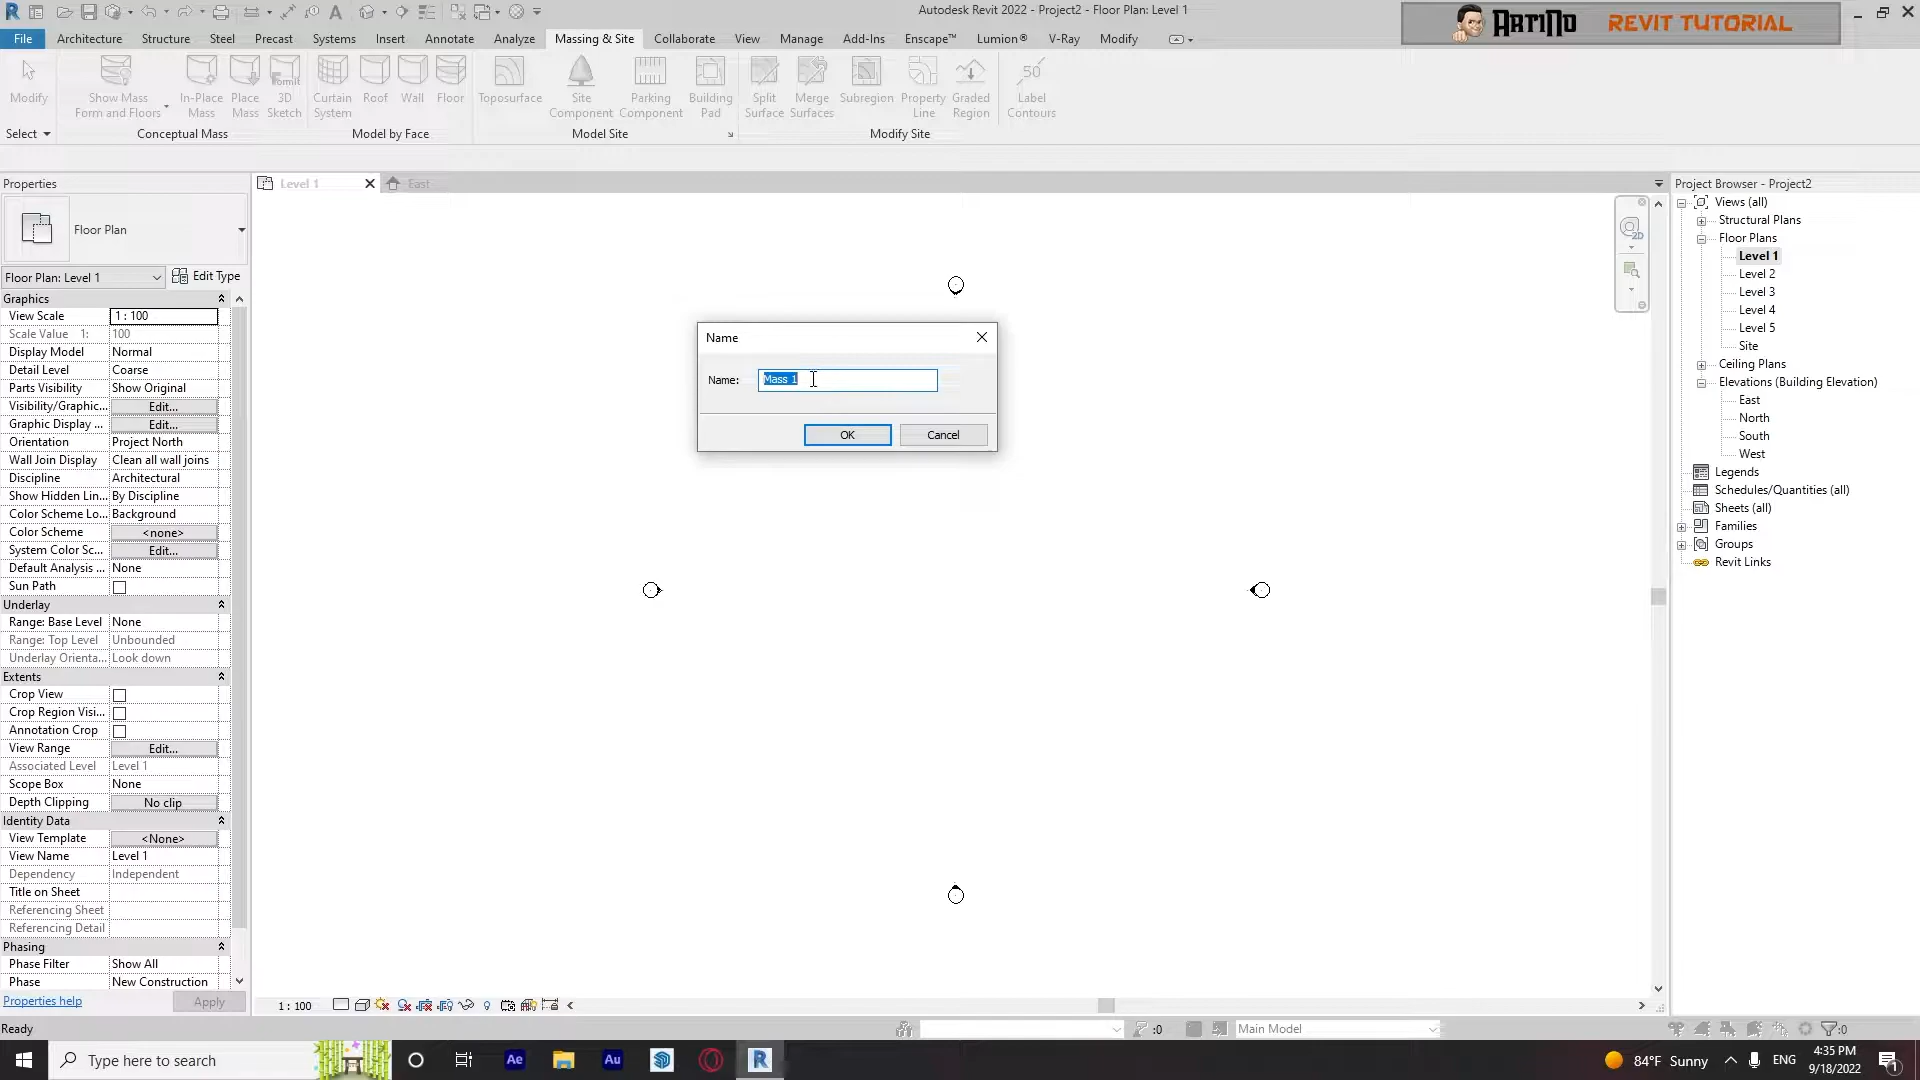 Autodesk Revit 2022 - Project2 - Floor Plan: Level 1
ARTINO REVIT TUTORIAL
File Architecture Structure Steel Precast Systems Insert Annotate Analyze Massing & Site Collaborate View Manage Add-Ins Enscape™ Lumion® V-Ray Modify
Modify
Show Mass
Form and Floors
In-Place
Mass
Place
Mass
3D
Sketch
Curtain
System
Roof
Wall
Floor
Toposurface
Site
Component
Parking
Component
Building
Pad
Split
Surface
Merge
Surfaces
Subregion
Property
Line
Graded
Region
50
Label
Contours
Select Conceptual Mass Model by Face Model Site Modify Site
Properties
Floor Plan
Floor Plan: Level 1 Edit Type
Graphics
View Scale 1 : 100
Scale Value 1: 100
Display Model Normal
Detail Level Coarse
Parts Visibility Show Original
Visibility/Graphic... Edit...
Graphic Display ... Edit...
Orientation Project North
Wall Join Display Clean all wall joins
Discipline Architectural
Show Hidden Lin... By Discipline
Color Scheme Lo... Background
Color Scheme <none>
System Color Sc... Edit...
Default Analysis ... None
Sun Path
Underlay
Range: Base Level None
Range: Top Level Unbounded
Underlay Orienta... Look down
Extents
Crop View
Crop Region Visi...
Annotation Crop
View Range Edit...
Associated Level Level 1
Scope Box None
Depth Clipping No clip
Identity Data
View Template <None>
View Name Level 1
Dependency Independent
Title on Sheet
Referencing Sheet
Referencing Detail
Phasing
Phase Filter Show All
Phase New Construction
Properties help Apply
Level 1 East
Name
Name: Mass 1
OK Cancel
2D
Project Browser - Project2
Views (all)
Structural Plans
Floor Plans
Level 1
Level 2
Level 3
Level 4
Level 5
Site
Ceiling Plans
Elevations (Building Elevation)
East
North
South
West
Legends
Schedules/Quantities (all)
Sheets (all)
Families
Groups
Revit Links
1 : 100
Ready :0 Main Model :0
Type here to search
Ae Au R
84°F Sunny ENG
4:35 PM
9/18/2022
1